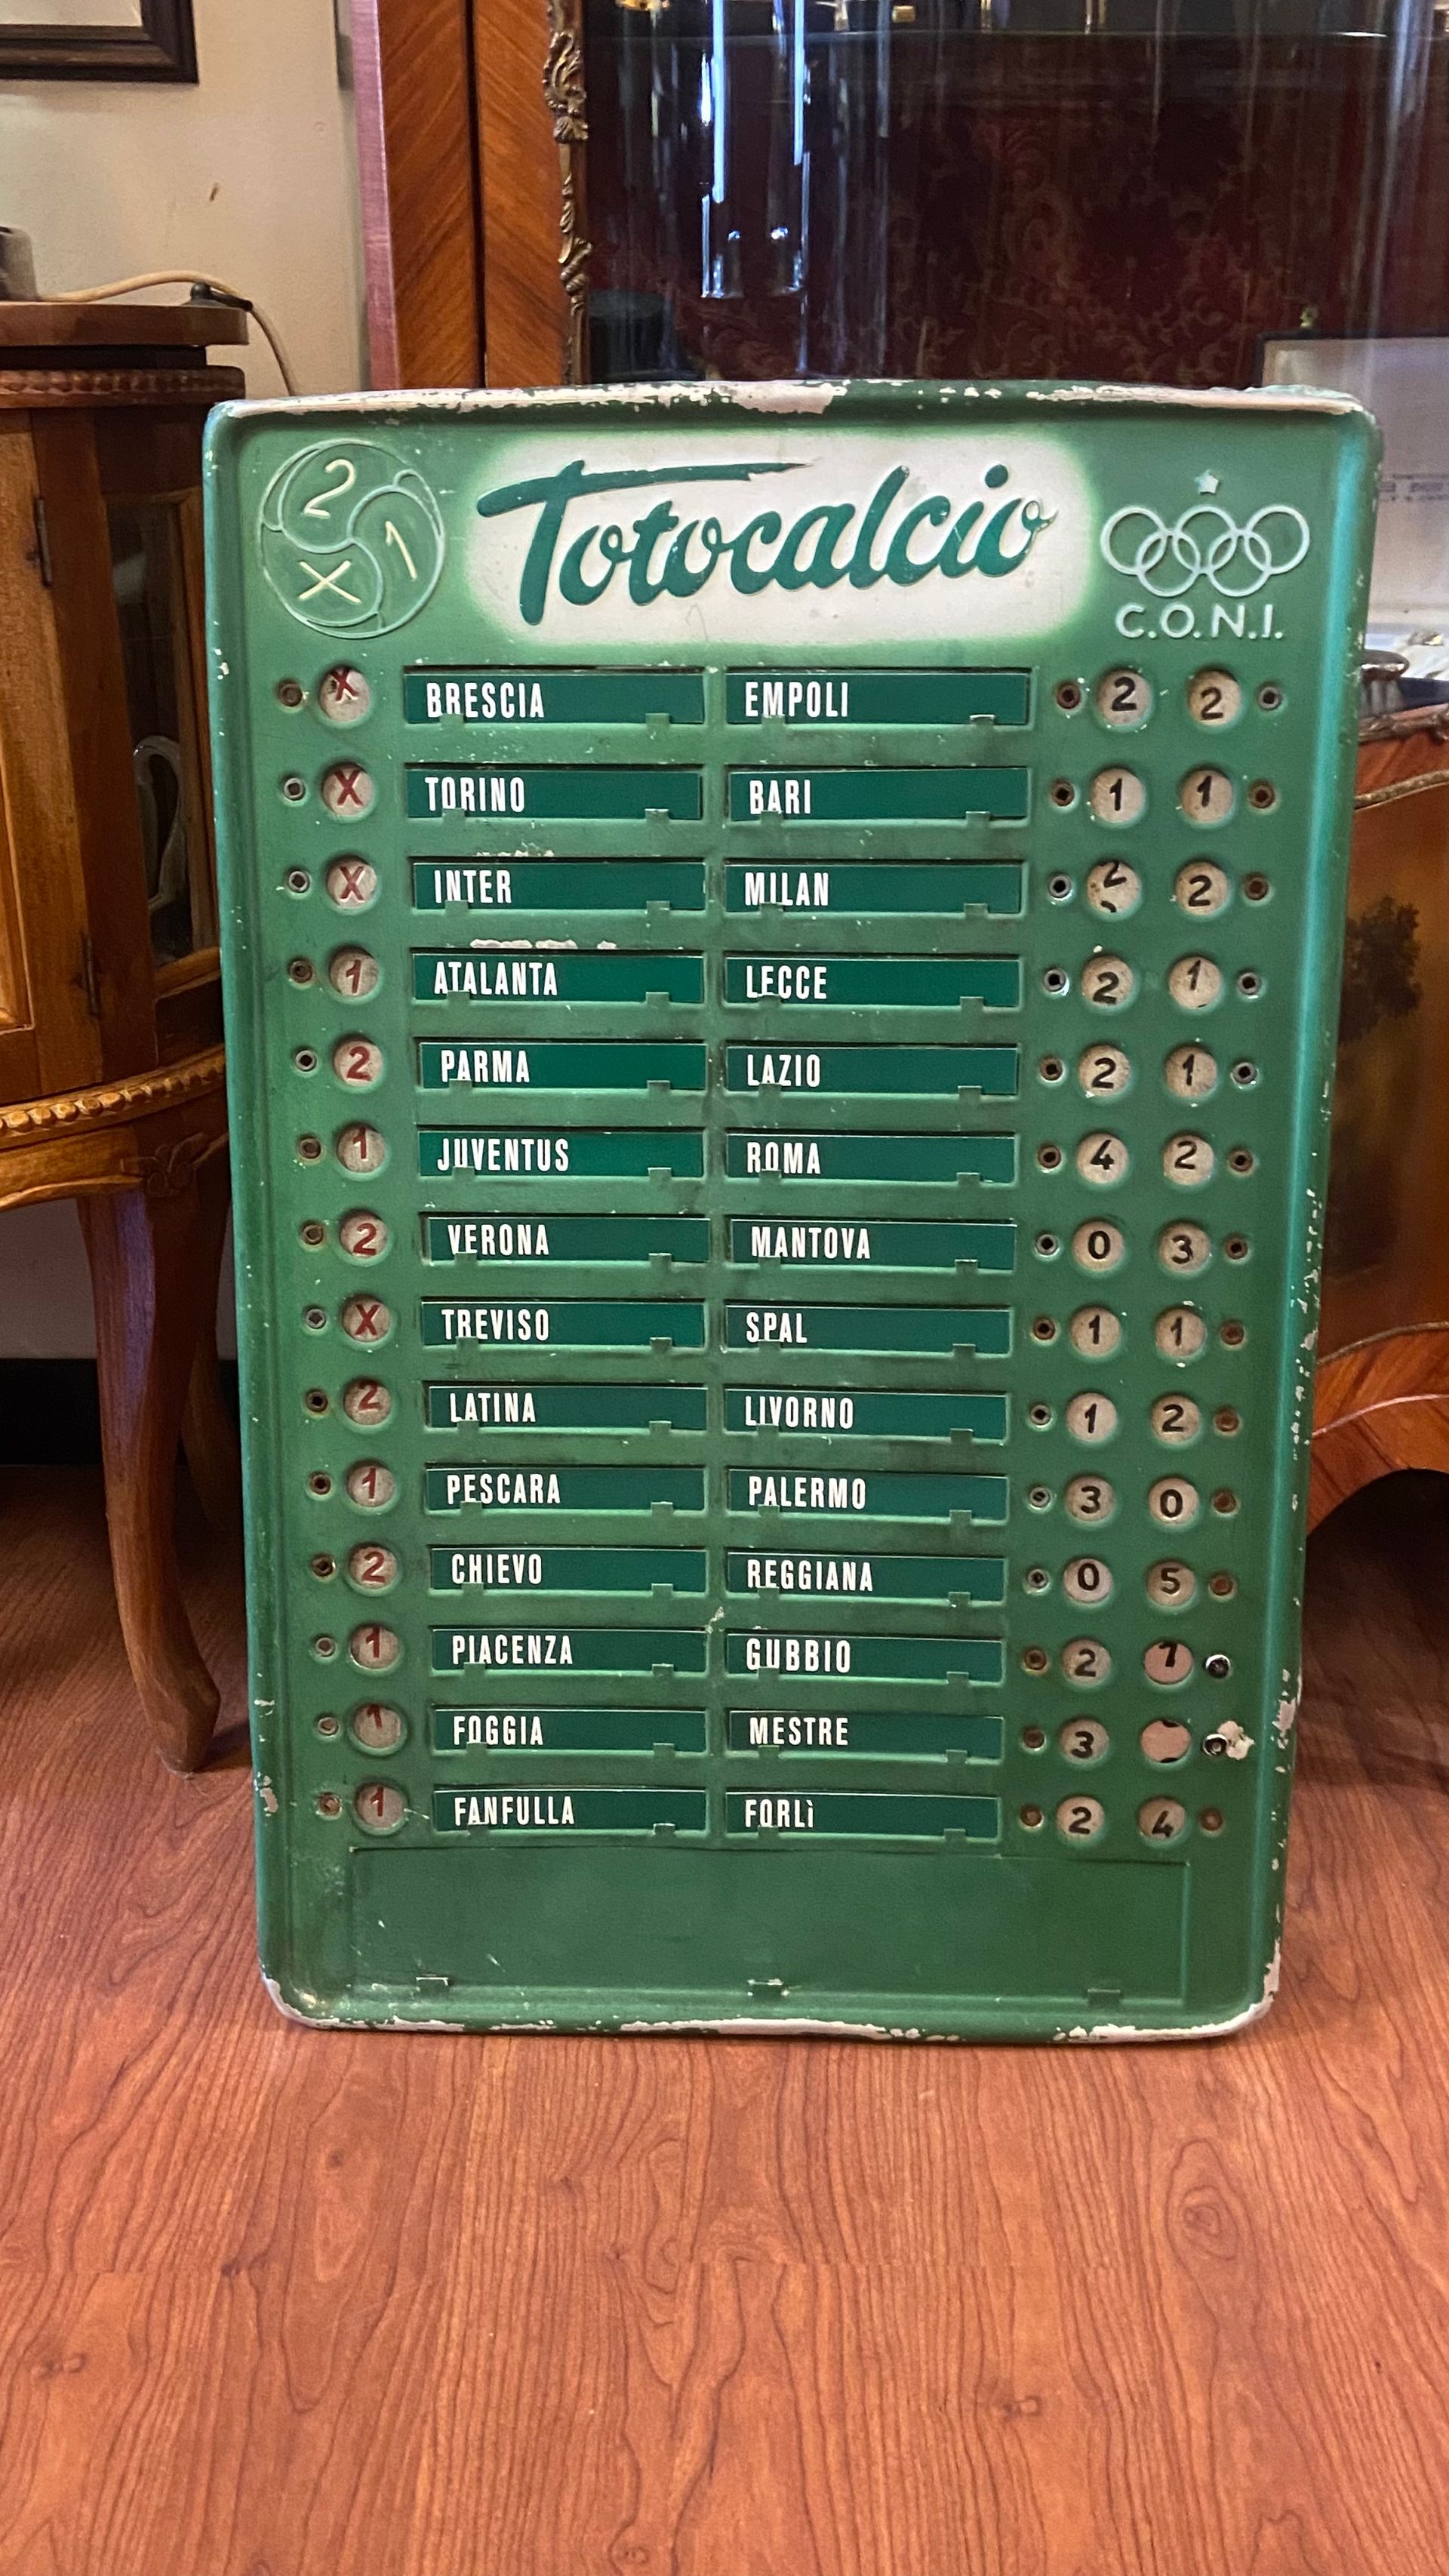 2 1 X Totocalcio C.O.N.I.
X BRESCIA EMPOLI 2 2
X TORINO BARI 1 1
X INTER MILAN 2 2
1 ATALANTA LECCE 2 1
2 PARMA LAZIO 2 1
1 JUVENTUS ROMA 4 2
2 VERONA MANTOVA 0 3
X TREVISO SPAL 1 1
2 LATINA LIVORNO 1 2
1 PESCARA PALERMO 3 0
2 CHIEVO REGGIANA 0 5
1 PIACENZA GUBBIO 2 1
1 FOGGIA MESTRE 3
1 FANFULLA FORLì 2 4